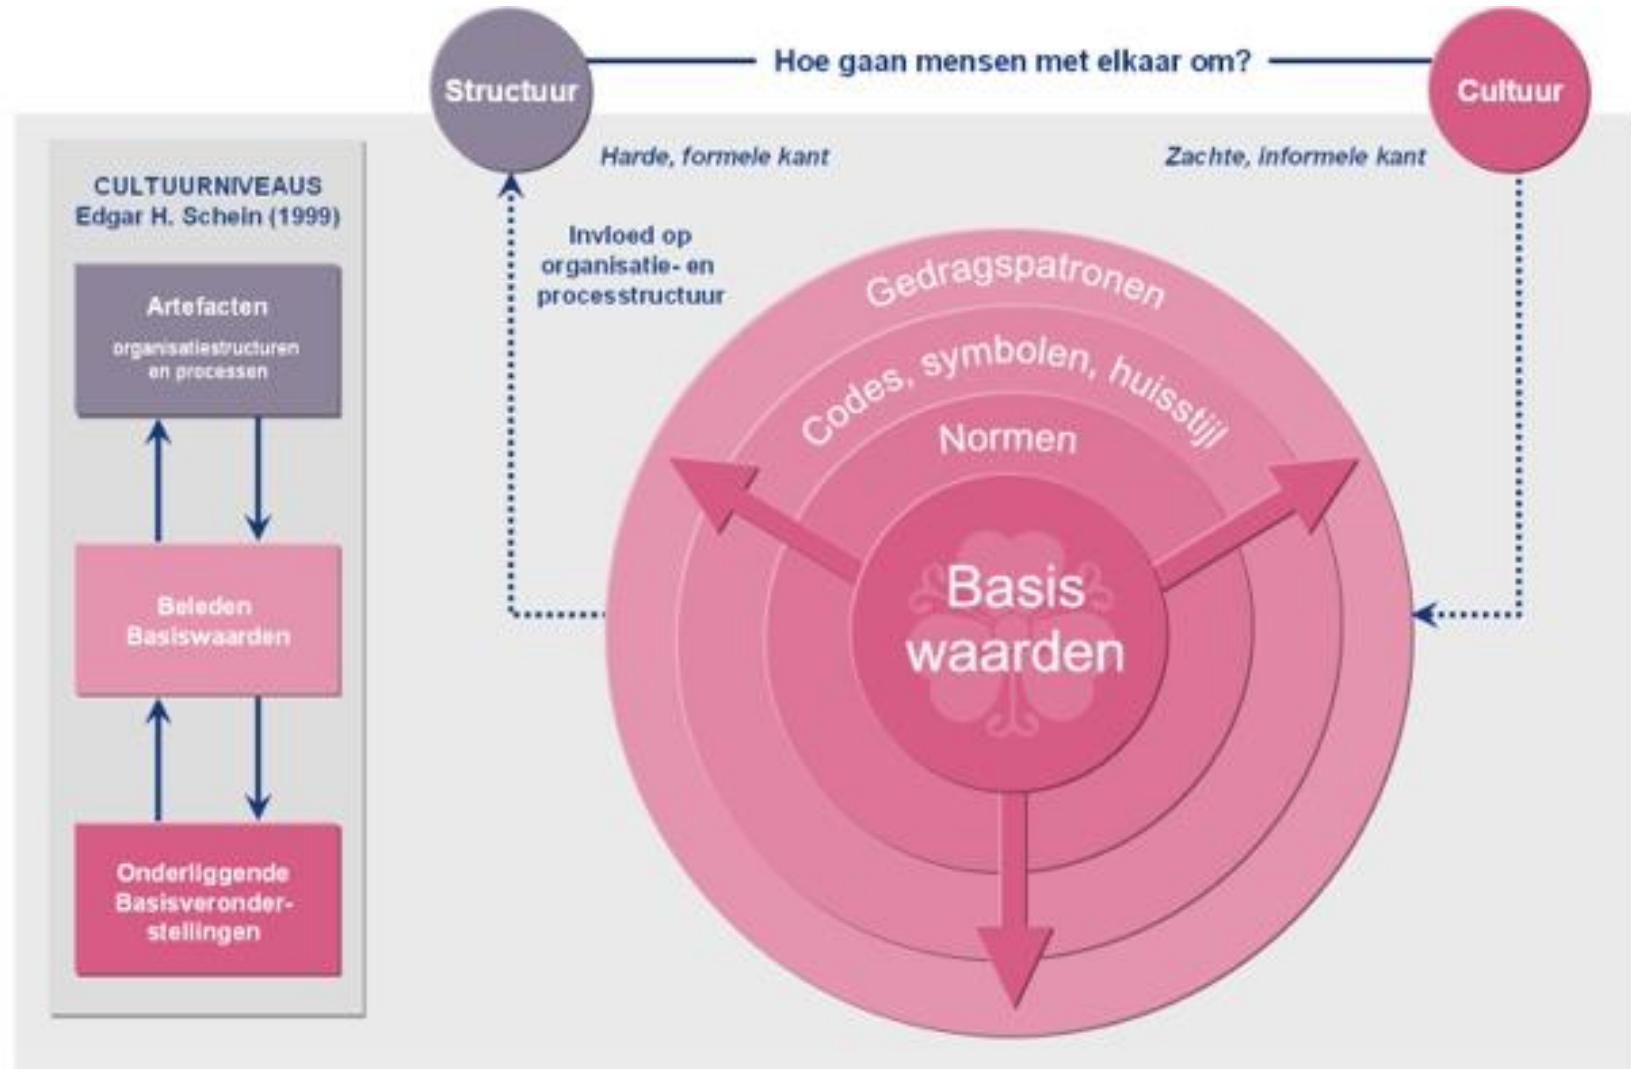 Hoe gaan mensen met elkaar om?
Structuur
Cultuur
Harde, formele kant
Zachte, informele kant
CULTUURNIVEAUS
Edgar H. Schein (1999)
Artefacten
organisatiestructuren
en processen
Beleden
Basiswaarden
Onderliggende
Basisveronder-
stellingen
Invloed op
organisatie- en
processtructuur
Gedragspatronen
Codes, symbolen, huisstijl
Normen
Basis
waarden